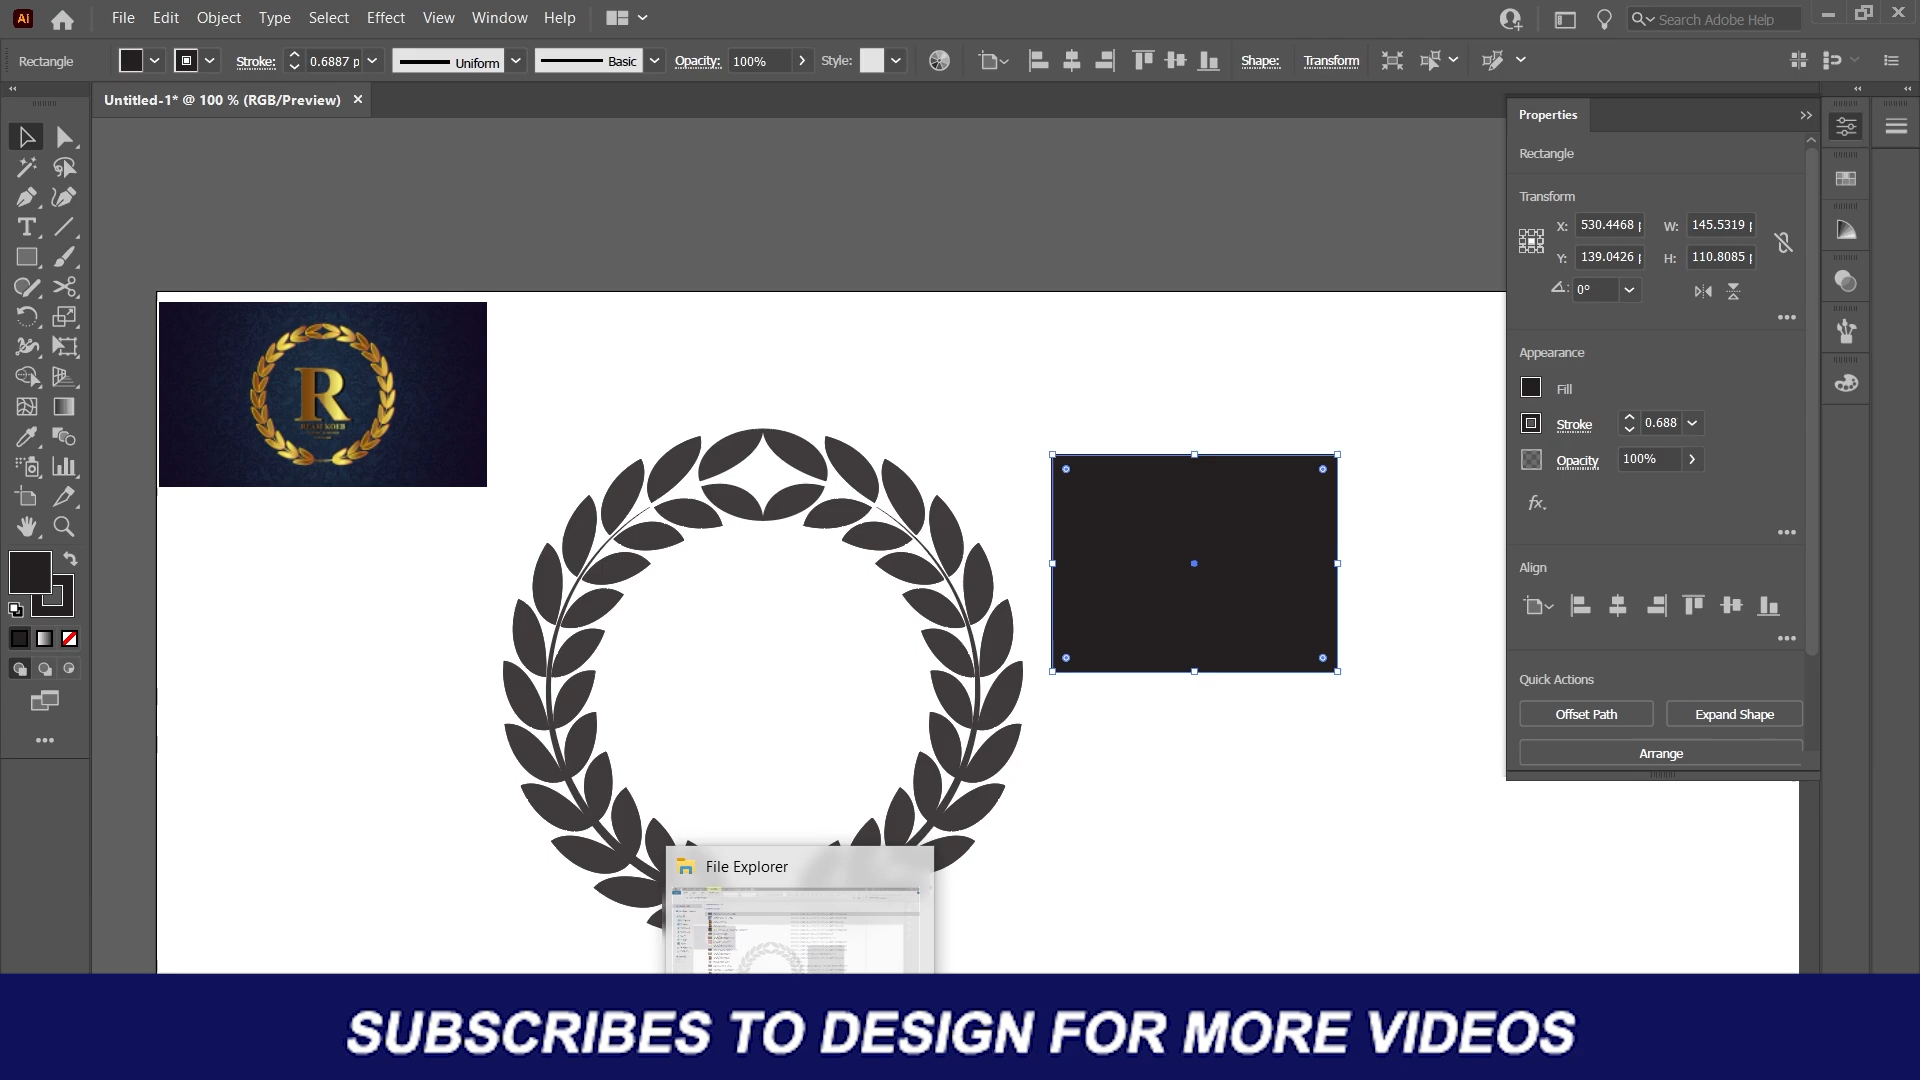 Ai File Edit Object Type Select Effect View Window Help Search Adobe Help
Rectangle Stroke: 0.6887 p Uniform Basic Opacity: 100% Style: Shape: Transform
Untitled-1* @ 100 % (RGB/Preview) ×
Properties
Rectangle
Transform
X: 530.4468 p W: 145.5319 p
Y: 139.0426 p H: 110.8085 p
0°
Appearance
Fill
Stroke 0.688
Opacity 100%
fx.
Align
Quick Actions
Offset Path Expand Shape
Arrange
R
File Explorer
SUBSCRIBES TO DESIGN FOR MORE VIDEOS